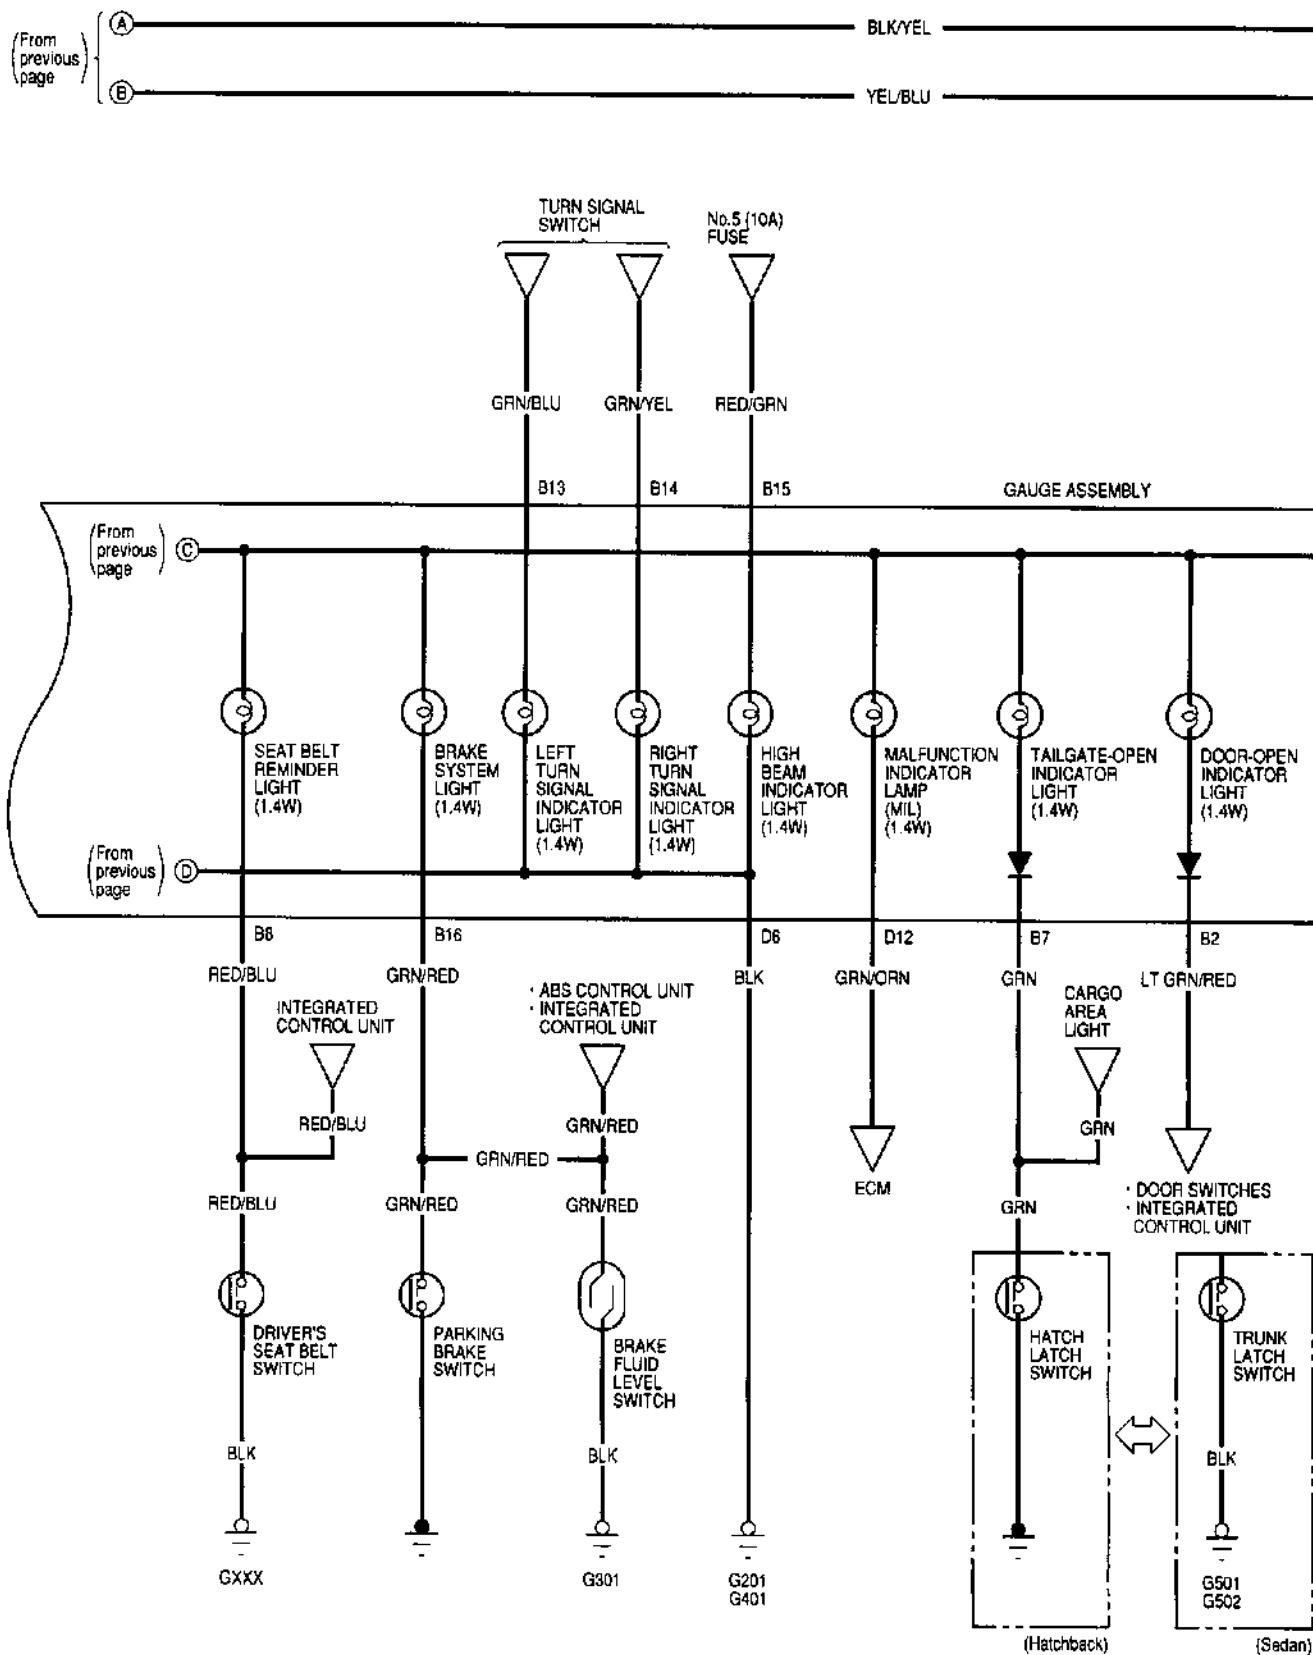 (From
previous
page)
A
BLK/YEL
B
YEL/BLU
TURN SIGNAL
SWITCH
No.5 (10A)
FUSE
GRN/BLU
GRN/YEL
RED/GRN
B13
B14
B15
GAUGE ASSEMBLY
(From
previous
page)
C
SEAT BELT
REMINDER
LIGHT
(1.4W)
BRAKE
SYSTEM
LIGHT
(1.4W)
LEFT
TURN
SIGNAL
INDICATOR
LIGHT
(1.4W)
RIGHT
TURN
SIGNAL
INDICATOR
LIGHT
(1.4W)
HIGH
BEAM
INDICATOR
LIGHT
(1.4W)
MALFUNCTION
INDICATOR
LAMP
(MIL)
(1.4W)
TAILGATE-OPEN
INDICATOR
LIGHT
(1.4W)
DOOR-OPEN
INDICATOR
LIGHT
(1.4W)
(From
previous
page)
D
B8
B16
D6
D12
B7
B2
RED/BLU
GRN/RED
BLK
GRN/ORN
GRN
LT GRN/RED
INTEGRATED
CONTROL UNIT
· ABS CONTROL UNIT
· INTEGRATED
CONTROL UNIT
CARGO
AREA
LIGHT
RED/BLU
GRN/RED
GRN
GRN/RED
ECM
RED/BLU
GRN/RED
GRN/RED
GRN
· DOOR SWITCHES
· INTEGRATED
CONTROL UNIT
DRIVER'S
SEAT BELT
SWITCH
PARKING
BRAKE
SWITCH
BRAKE
FLUID
LEVEL
SWITCH
HATCH
LATCH
SWITCH
TRUNK
LATCH
SWITCH
BLK
BLK
BLK
GXXX
G301
G201
G401
G501
G502
(Hatchback)
(Sedan)